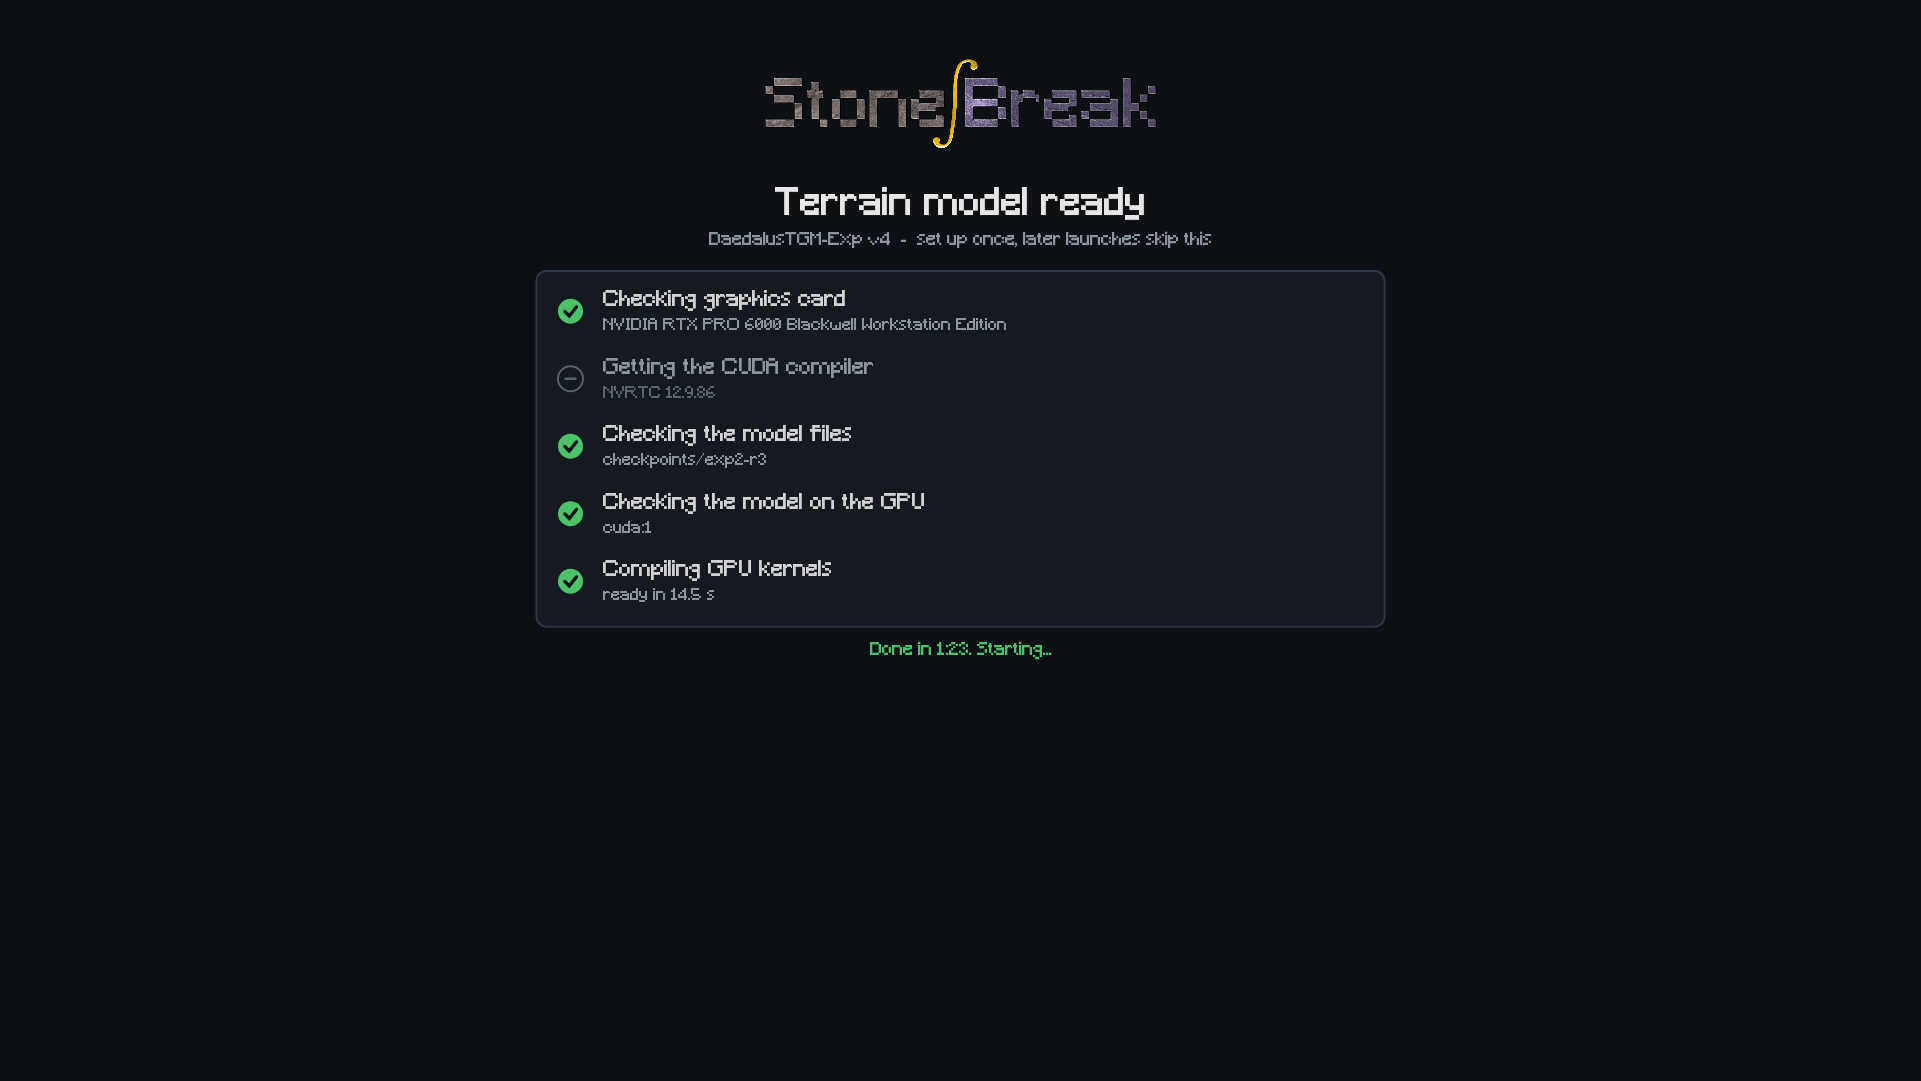 Stone∫Break
Terrain model ready
DaedalusTGM-Exp v4 - set up once, later launches skip this
Checking graphics card
NVIDIA RTX PRO 6000 Blackwell Workstation Edition
Getting the CUDA compiler
NVRTC 12.9.86
Checking the model files
checkpoints/exp2-r3
Checking the model on the GPU
cuda:1
Compiling GPU kernels
ready in 14.5 s
Done in 1:23. Starting...